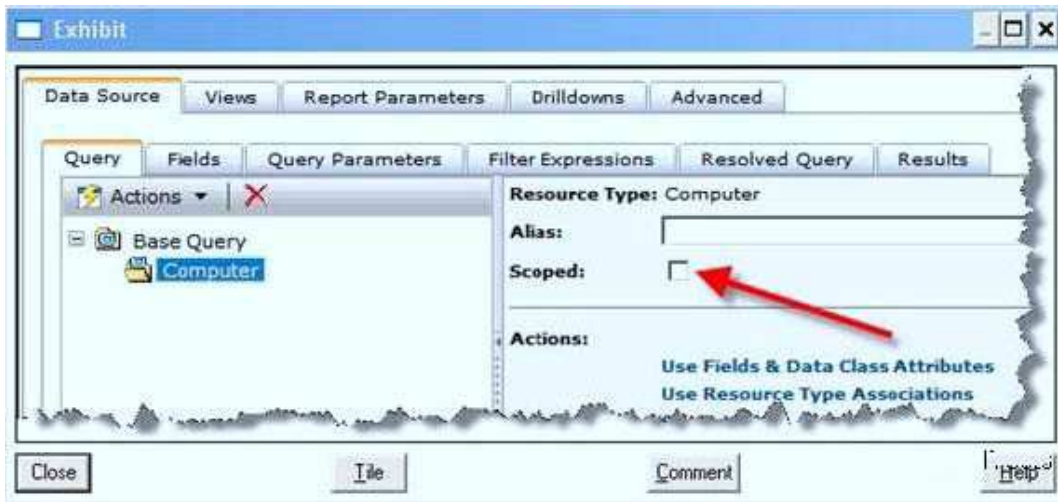 Exhibit
Data Source Views Report Parameters Drilldowns Advanced
Query Fields Query Parameters Filter Expressions Resolved Query Results
Actions
Resource Type: Computer
Base Query
Computer
Alias:
Scoped:
Actions:
Use Fields & Data Class Attributes
Use Resource Type Associations
Close Tile Comment Help